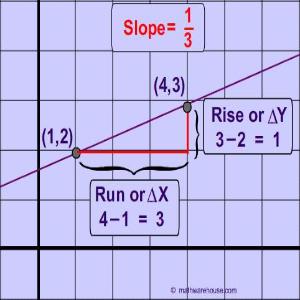 Slope = 1/3
(4,3)
(1,2)
Rise or ΔY
3−2 = 1
Run or ΔX
4−1 = 3
© mathwarehouse.com